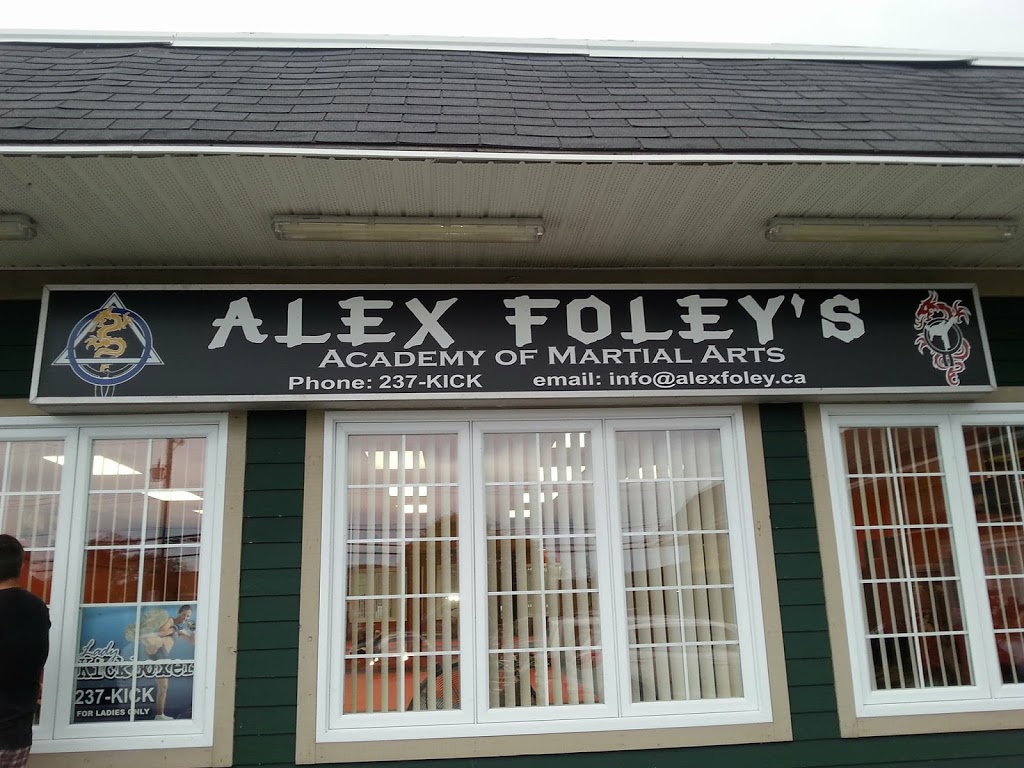 ALEX FOLEY'S
ACADEMY OF MARTIAL ARTS
Phone: 237-KICK email: info@alexfoley.ca
Lady
Kickboxer
237-KICK
FOR LADIES ONLY